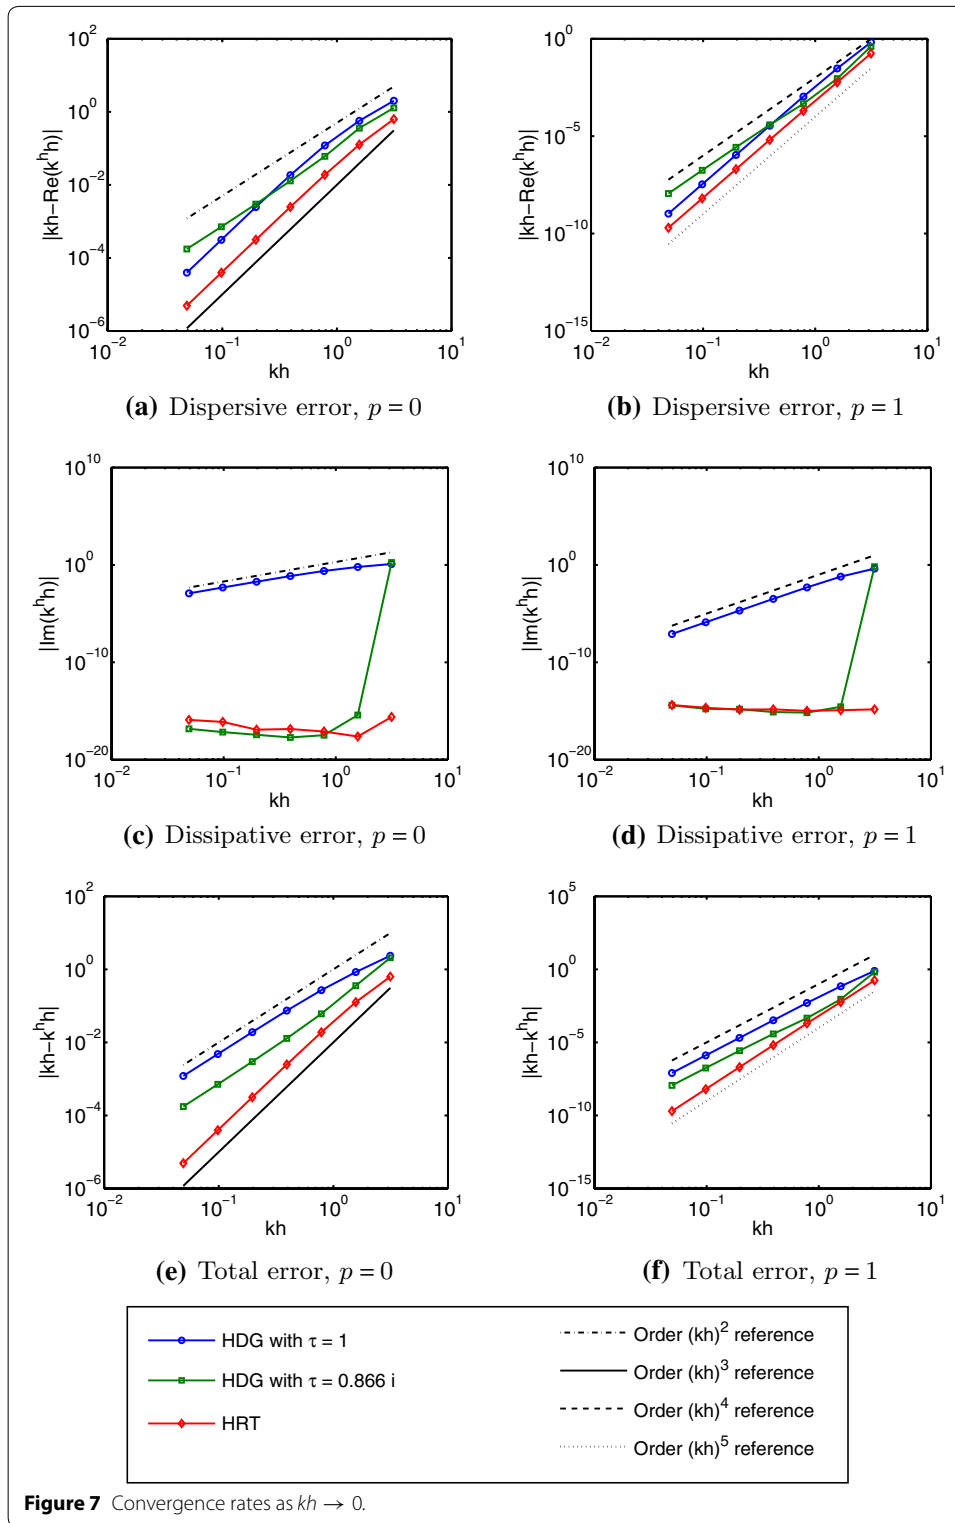 10^2
10^0
10^−2
10^−4
10^−6
|kh−Re(k^h h)|
10^−2 10^−1 10^0 10^1
kh
(a) Dispersive error, p = 0
10^0
10^−5
10^−10
10^−15
|kh−Re(k^h h)|
10^−2 10^−1 10^0 10^1
kh
(b) Dispersive error, p = 1
10^10
10^0
10^−10
10^−20
|Im(k^h h)|
10^−2 10^−1 10^0 10^1
kh
(c) Dissipative error, p = 0
10^10
10^0
10^−10
10^−20
|Im(k^h h)|
10^−2 10^−1 10^0 10^1
kh
(d) Dissipative error, p = 1
10^2
10^0
10^−2
10^−4
10^−6
|kh−k^h h|
10^−2 10^−1 10^0 10^1
kh
(e) Total error, p = 0
10^5
10^0
10^−5
10^−10
10^−15
|kh−k^h h|
10^−2 10^−1 10^0 10^1
kh
(f) Total error, p = 1
HDG with τ = 1
HDG with τ = 0.866 i
HRT
Order (kh)^2 reference
Order (kh)^3 reference
Order (kh)^4 reference
Order (kh)^5 reference
Figure 7 Convergence rates as kh → 0.